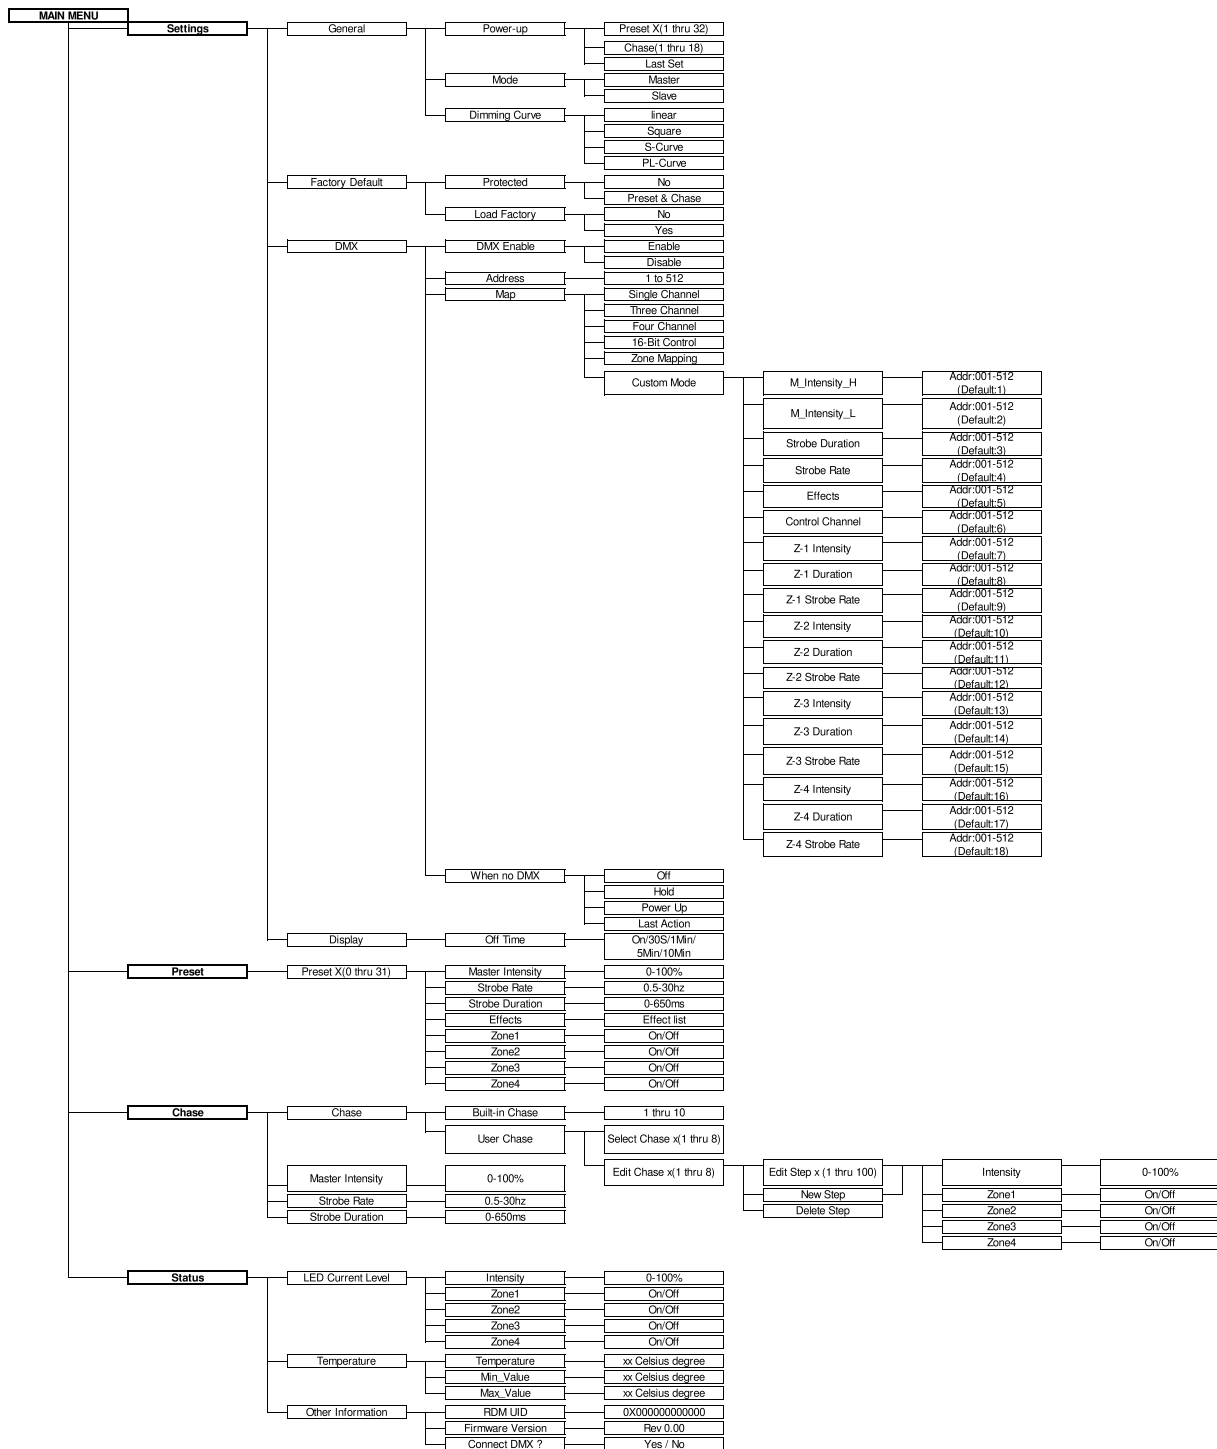 MAIN MENU
Settings
General
Power-up
Preset X(1 thru 32)
Chase(1 thru 18)
Last Set
Mode
Master
Slave
Dimming Curve
linear
Square
S-Curve
PL-Curve
Factory Default
Protected
No
Preset & Chase
Load Factory
No
Yes
DMX
DMX Enable
Enable
Disable
Address
1 to 512
Map
Single Channel
Three Channel
Four Channel
16-Bit Control
Zone Mapping
Custom Mode
M_Intensity_H
Addr:001-512
(Default:1)
M_Intensity_L
Addr:001-512
(Default:2)
Strobe Duration
Addr:001-512
(Default:3)
Strobe Rate
Addr:001-512
(Default:4)
Effects
Addr:001-512
(Default:5)
Control Channel
Addr:001-512
(Default:6)
Z-1 Intensity
Addr:001-512
(Default:7)
Z-1 Duration
Addr:001-512
(Default:8)
Z-1 Strobe Rate
Addr:001-512
(Default:9)
Z-2 Intensity
Addr:001-512
(Default:10)
Z-2 Duration
Addr:001-512
(Default:11)
Z-2 Strobe Rate
Addr:001-512
(Default:12)
Z-3 Intensity
Addr:001-512
(Default:13)
Z-3 Duration
Addr:001-512
(Default:14)
Z-3 Strobe Rate
Addr:001-512
(Default:15)
Z-4 Intensity
Addr:001-512
(Default:16)
Z-4 Duration
Addr:001-512
(Default:17)
Z-4 Strobe Rate
Addr:001-512
(Default:18)
When no DMX
Off
Hold
Power Up
Last Action
Display
Off Time
On/30S/1Min/
5Min/10Min
Preset
Preset X(0 thru 31)
Master Intensity
0-100%
Strobe Rate
0.5-30hz
Strobe Duration
0-650ms
Effects
Effect list
Zone1
On/Off
Zone2
On/Off
Zone3
On/Off
Zone4
On/Off
Chase
Chase
Built-in Chase
1 thru 10
User Chase
Select Chase x(1 thru 8)
Edit Chase x(1 thru 8)
Edit Step x (1 thru 100)
Intensity
0-100%
New Step
Zone1
On/Off
Delete Step
Zone2
On/Off
Zone3
On/Off
Zone4
On/Off
Master Intensity
0-100%
Strobe Rate
0.5-30hz
Strobe Duration
0-650ms
Status
LED Current Level
Intensity
0-100%
Zone1
On/Off
Zone2
On/Off
Zone3
On/Off
Zone4
On/Off
Temperature
Temperature
xx Celsius degree
Min_Value
xx Celsius degree
Max_Value
xx Celsius degree
Other Information
RDM UID
0X000000000000
Firmware Version
Rev 0.00
Connect DMX ?
Yes / No